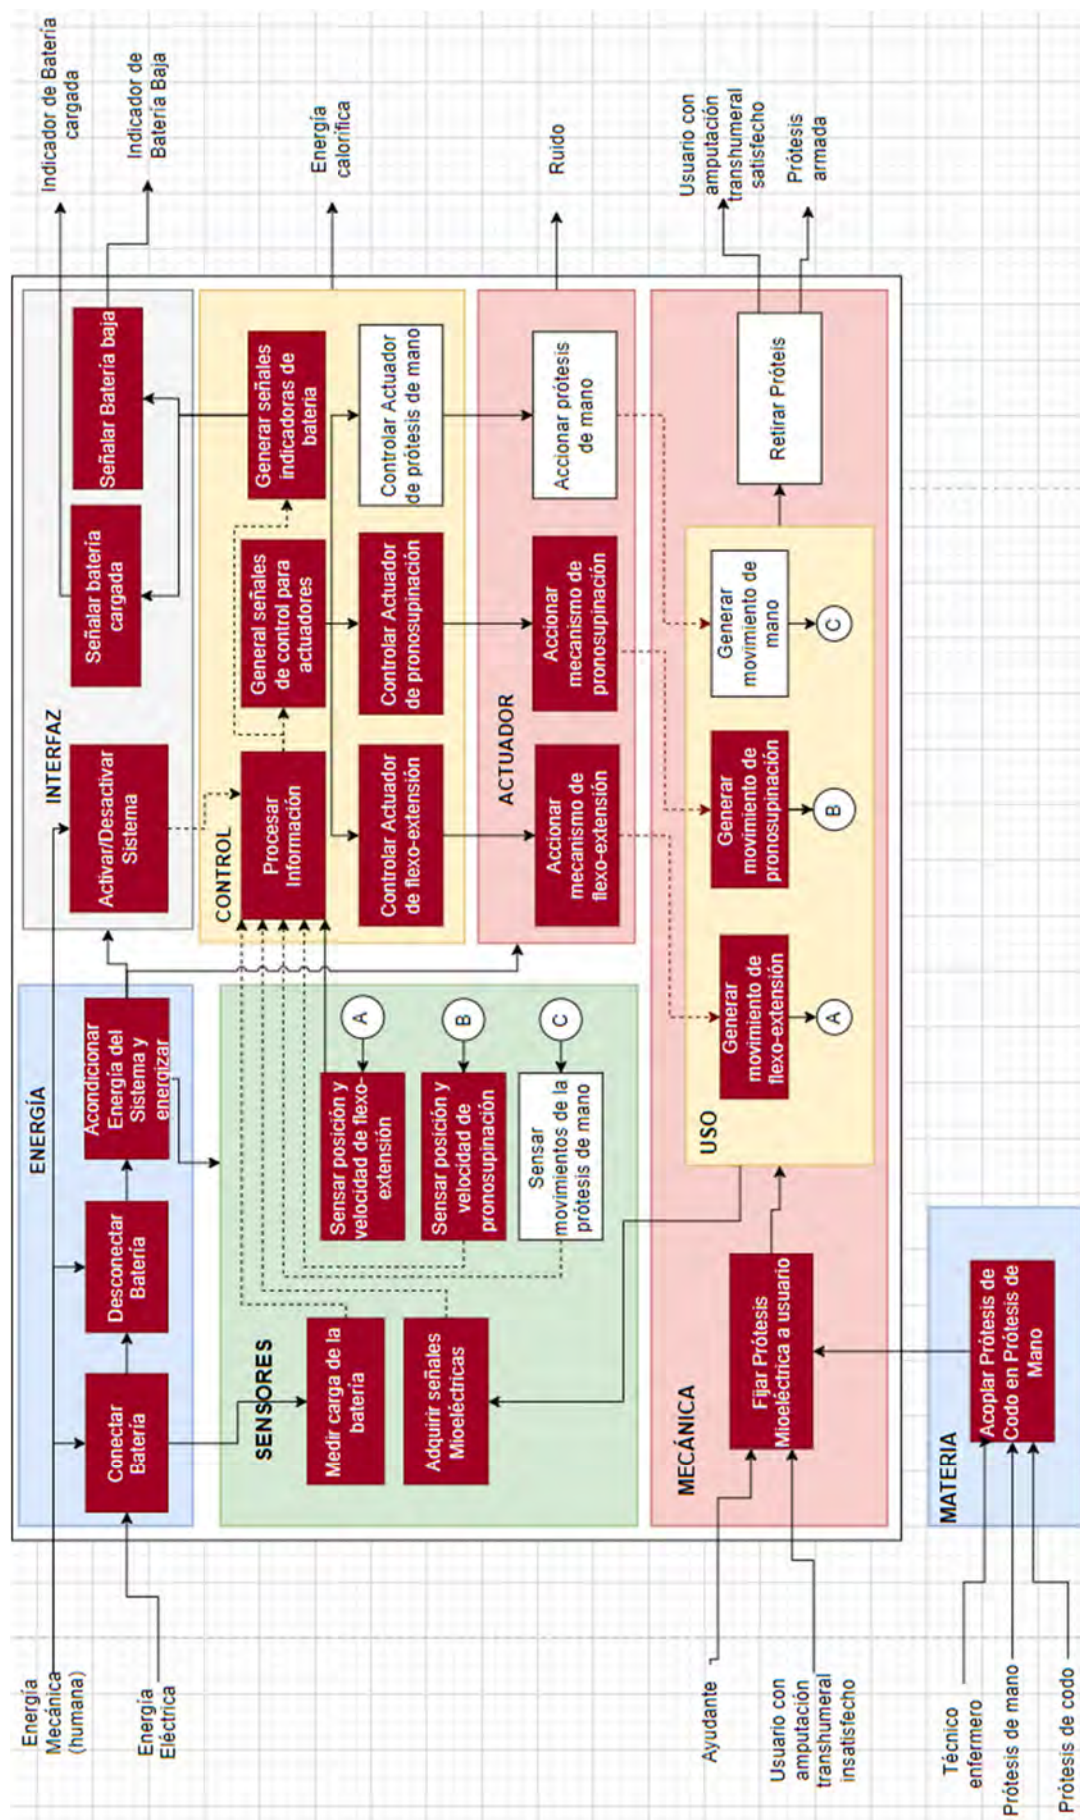 Energía
Mecánica
(humana)
Energía
Eléctrica
ENERGÍA
Conectar
Batería
Desconectar
Batería
Acondicionar
Energía del
Sistema y
energizar
INTERFAZ
Activar/Desactivar
Sistema
Señalar batería
cargada
Señalar Batería baja
Indicador de Batería
cargada
Indicador de
Batería Baja
SENSORES
Medir carga de la
batería
Adquirir señales
Mioeléctricas
Sensar posición y
velocidad de flexo-
extensión
Sensar posición y
velocidad de
pronosupinación
Sensar
movimientos de la
prótesis de mano
A
B
C
CONTROL
Procesar
Información
General señales
de control para
actuadores
Generar señales
indicadoras de
batería
Controlar Actuador
de flexo-extensión
Controlar Actuador
de pronosupinación
Controlar Actuador
de prótesis de mano
Energía
calorífica
ACTUADOR
Accionar
mecanismo de
flexo-extensión
Accionar
mecanismo de
pronosupinación
Accionar prótesis
de mano
Ruido
MECÁNICA
Ayudante
Usuario con
amputación
transhumeral
insatisfecho
Fijar Prótesis
Mioeléctrica a usuario
USO
Generar
movimiento de
flexo-extensión
Generar
movimiento de
pronosupinación
Generar
movimiento de
mano
A
B
C
Retirar Próteis
Usuario con
amputación
transhumeral
satisfecho
Prótesis
armada
MATERIA
Técnico
enfermero
Prótesis de mano
Prótesis de codo
Acoplar Prótesis de
Codo en Prótesis de
Mano